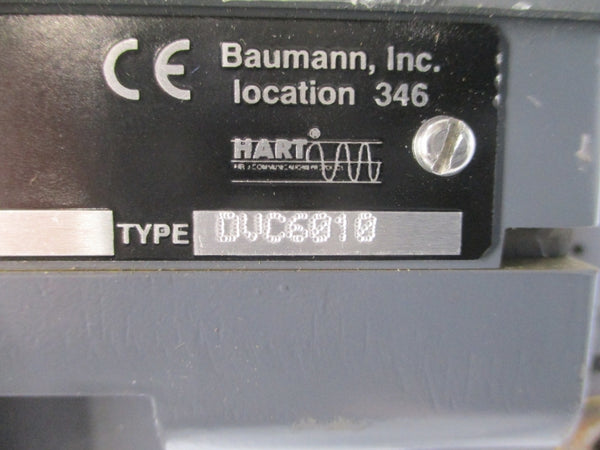 CE
Baumann, Inc.
location 346
HART®
TYPE DVC6010